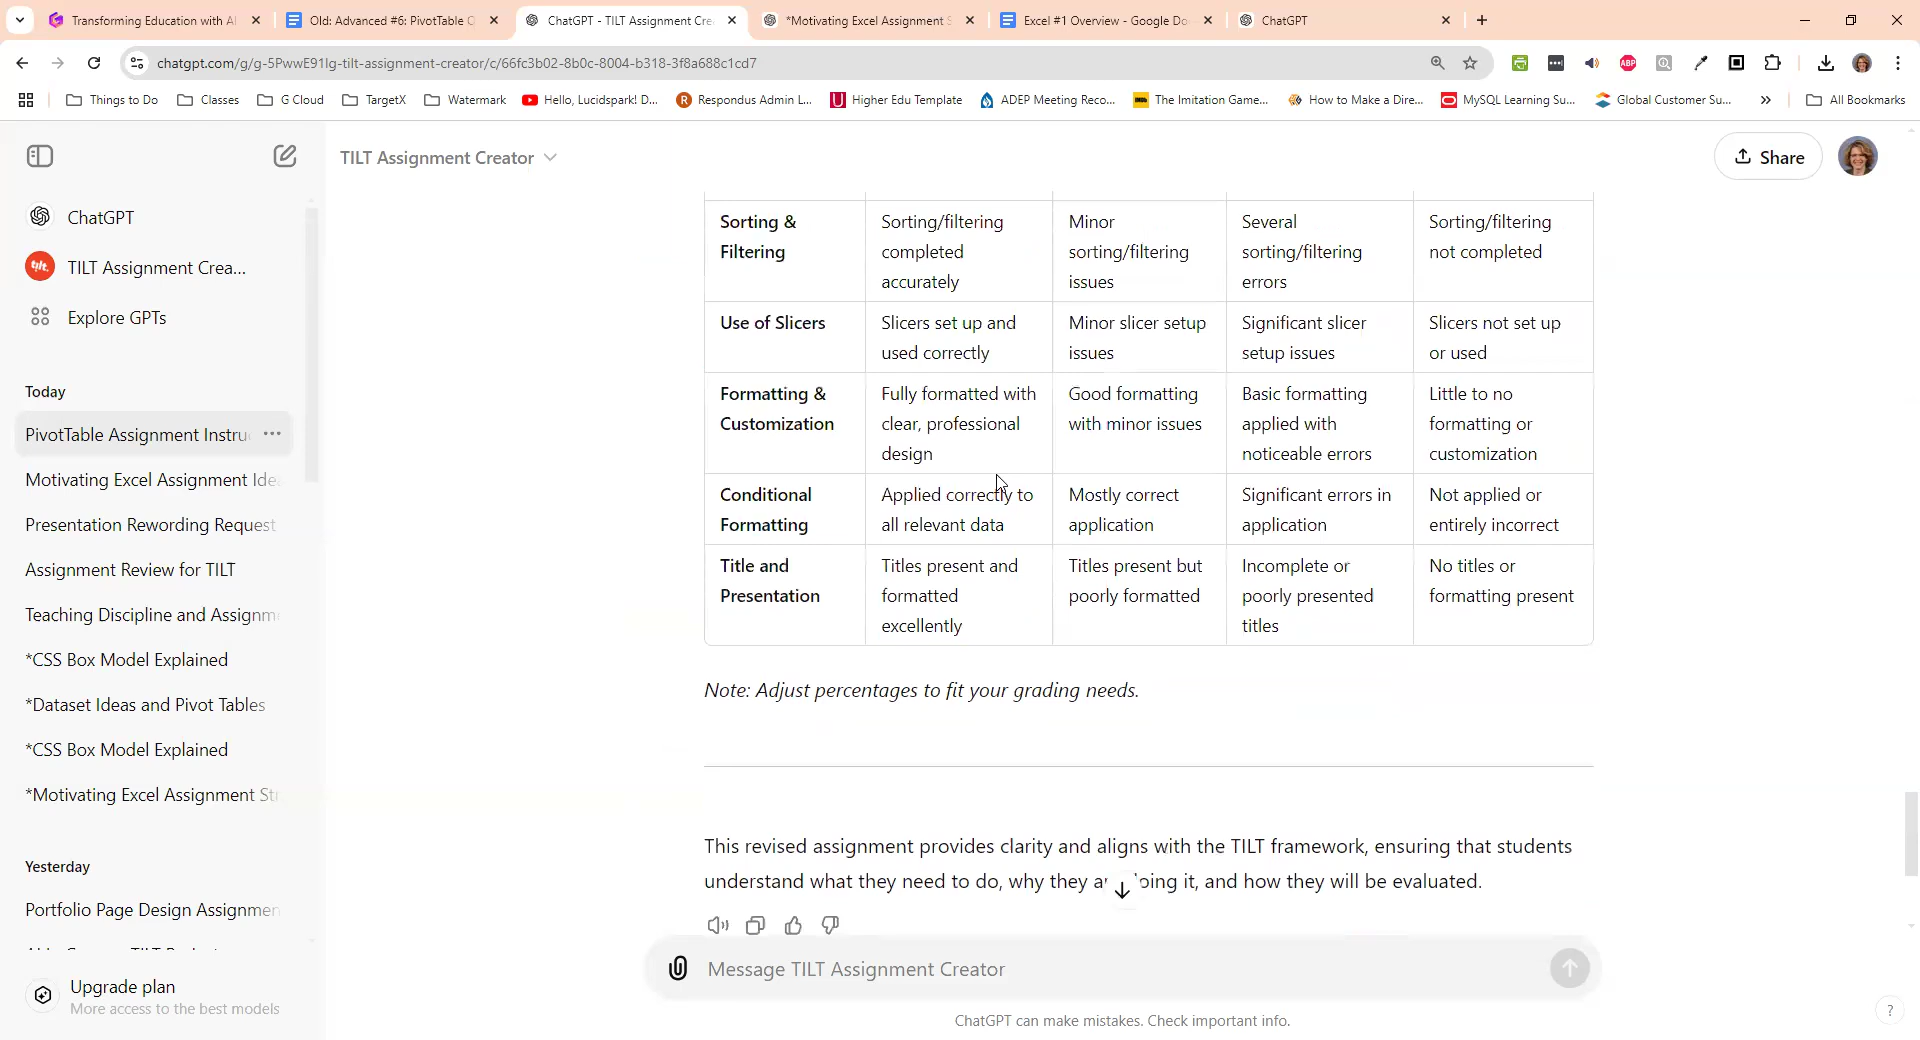 Transforming Education with AI
Old: Advanced #6: PivotTable O
ChatGPT - TILT Assignment Cre
*Motivating Excel Assignment S
Excel #1 Overview - Google Do
ChatGPT
chatgpt.com/g/g-5PwwE91Ig-tilt-assignment-creator/c/66fc3b02-8b0c-8004-b318-3f8a688c1cd7
ABP
Things to Do
Classes
G Cloud
TargetX
Watermark
Hello, Lucidspark! D...
Respondus Admin L...
Higher Edu Template
ADEP Meeting Reco...
The Imitation Game...
How to Make a Dire...
MySQL Learning Su...
Global Customer Su...
»
All Bookmarks
TILT Assignment Creator
Share
ChatGPT
tilt.
TILT Assignment Crea...
Explore GPTs
Today
PivotTable Assignment Instru
Motivating Excel Assignment Idea
Presentation Rewording Request
Assignment Review for TILT
Teaching Discipline and Assignm
*CSS Box Model Explained
*Dataset Ideas and Pivot Tables
*CSS Box Model Explained
*Motivating Excel Assignment Str
Yesterday
Portfolio Page Design Assignmen
Upgrade plan
More access to the best models
Sorting &
Filtering
Sorting/filtering
completed
accurately
Minor
sorting/filtering
issues
Several
sorting/filtering
errors
Sorting/filtering
not completed
Use of Slicers
Slicers set up and
used correctly
Minor slicer setup
issues
Significant slicer
setup issues
Slicers not set up
or used
Formatting &
Customization
Fully formatted with
clear, professional
design
Good formatting
with minor issues
Basic formatting
applied with
noticeable errors
Little to no
formatting or
customization
Conditional
Formatting
Applied correctly to
all relevant data
Mostly correct
application
Significant errors in
application
Not applied or
entirely incorrect
Title and
Presentation
Titles present and
formatted
excellently
Titles present but
poorly formatted
Incomplete or
poorly presented
titles
No titles or
formatting present
Note: Adjust percentages to fit your grading needs.
This revised assignment provides clarity and aligns with the TILT framework, ensuring that students
understand what they need to do, why they are doing it, and how they will be evaluated.
Message TILT Assignment Creator
ChatGPT can make mistakes. Check important info.
?